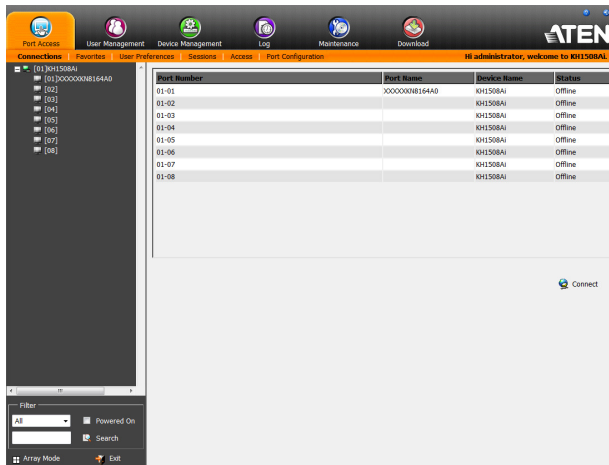 ATEN
Port Access User Management Device Management Log Maintenance Download
Connections Favorites User Preferences Sessions Access Port Configuration Hi administrator, welcome to KH1508Ai.
[01]KH1508Ai
[01]XXXXXXN8164A0
[02]
[03]
[04]
[05]
[06]
[07]
[08]
Port Number Port Name Device Name Status
01-01 XXXXXXN8164A0 KH1508Ai Offline
01-02 KH1508Ai Offline
01-03 KH1508Ai Offline
01-04 KH1508Ai Offline
01-05 KH1508Ai Offline
01-06 KH1508Ai Offline
01-07 KH1508Ai Offline
01-08 KH1508Ai Offline
Connect
Filter
All Powered On
Search
Array Mode Exit